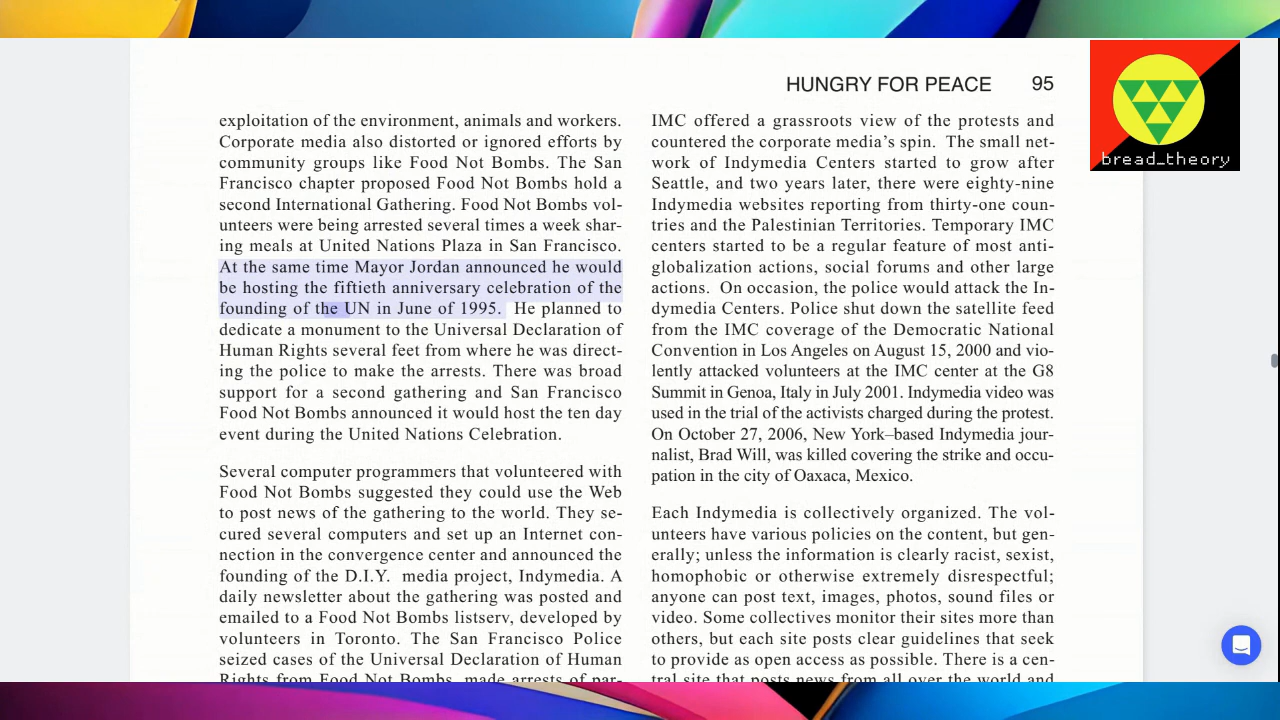 HUNGRY FOR PEACE 95
bread_theory
exploitation of the environment, animals and workers.
Corporate media also distorted or ignored efforts by
community groups like Food Not Bombs. The San
Francisco chapter proposed Food Not Bombs hold a
second International Gathering. Food Not Bombs vol-
unteers were being arrested several times a week shar-
ing meals at United Nations Plaza in San Francisco.
At the same time Mayor Jordan announced he would
be hosting the fiftieth anniversary celebration of the
founding of the UN in June of 1995. He planned to
dedicate a monument to the Universal Declaration of
Human Rights several feet from where he was direct-
ing the police to make the arrests. There was broad
support for a second gathering and San Francisco
Food Not Bombs announced it would host the ten day
event during the United Nations Celebration.
Several computer programmers that volunteered with
Food Not Bombs suggested they could use the Web
to post news of the gathering to the world. They se-
cured several computers and set up an Internet con-
nection in the convergence center and announced the
founding of the D.I.Y. media project, Indymedia. A
daily newsletter about the gathering was posted and
emailed to a Food Not Bombs listserv, developed by
volunteers in Toronto. The San Francisco Police
seized cases of the Universal Declaration of Human
Rights from Food Not Bombs, made arrests of par-
IMC offered a grassroots view of the protests and
countered the corporate media's spin. The small net-
work of Indymedia Centers started to grow after
Seattle, and two years later, there were eighty-nine
Indymedia websites reporting from thirty-one coun-
tries and the Palestinian Territories. Temporary IMC
centers started to be a regular feature of most anti-
globalization actions, social forums and other large
actions. On occasion, the police would attack the In-
dymedia Centers. Police shut down the satellite feed
from the IMC coverage of the Democratic National
Convention in Los Angeles on August 15, 2000 and vio-
lently attacked volunteers at the IMC center at the G8
Summit in Genoa, Italy in July 2001. Indymedia video was
used in the trial of the activists charged during the protest.
On October 27, 2006, New York–based Indymedia jour-
nalist, Brad Will, was killed covering the strike and occu-
pation in the city of Oaxaca, Mexico.
Each Indymedia is collectively organized. The vol-
unteers have various policies on the content, but gen-
erally; unless the information is clearly racist, sexist,
homophobic or otherwise extremely disrespectful;
anyone can post text, images, photos, sound files or
video. Some collectives monitor their sites more than
others, but each site posts clear guidelines that seek
to provide as open access as possible. There is a cen-
tral site that posts news from all over the world and